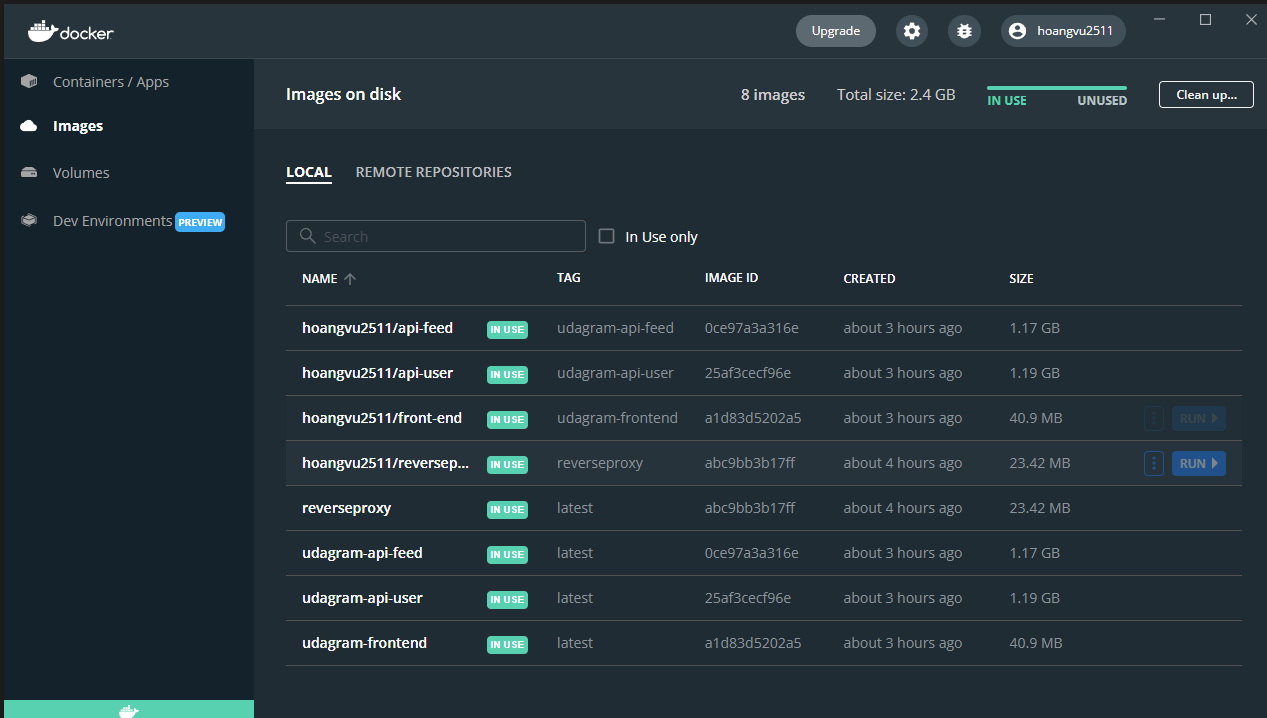 docker
Upgrade
hoangvu2511
Containers / Apps
Images
Volumes
Dev Environments PREVIEW
Images on disk
8 images
Total size: 2.4 GB
IN USE
UNUSED
Clean up...
LOCAL
REMOTE REPOSITORIES
Search
In Use only
NAME TAG IMAGE ID CREATED SIZE
hoangvu2511/api-feed IN USE udagram-api-feed 0ce97a3a316e about 3 hours ago 1.17 GB
hoangvu2511/api-user IN USE udagram-api-user 25af3cecf96e about 3 hours ago 1.19 GB
hoangvu2511/front-end IN USE udagram-frontend a1d83d5202a5 about 3 hours ago 40.9 MB RUN
hoangvu2511/reversep... IN USE reverseproxy abc9bb3b17ff about 4 hours ago 23.42 MB RUN
reverseproxy IN USE latest abc9bb3b17ff about 4 hours ago 23.42 MB
udagram-api-feed IN USE latest 0ce97a3a316e about 3 hours ago 1.17 GB
udagram-api-user IN USE latest 25af3cecf96e about 3 hours ago 1.19 GB
udagram-frontend IN USE latest a1d83d5202a5 about 3 hours ago 40.9 MB